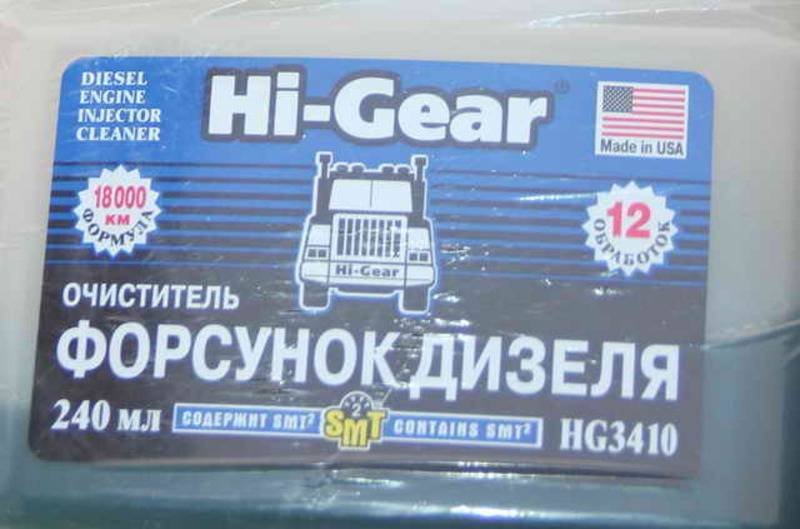 DIESEL
ENGINE
INJECTOR
CLEANER
Hi-Gear®
Made in USA
18000
КМ
ФОРМУЛА
12
ОБРАБОТОК
Hi-Gear
ОЧИСТИТЕЛЬ
ФОРСУНОК ДИЗЕЛЯ
240 МЛ
СОДЕРЖИТ SMT²
2
SMT
CONTAINS SMT²
HG3410